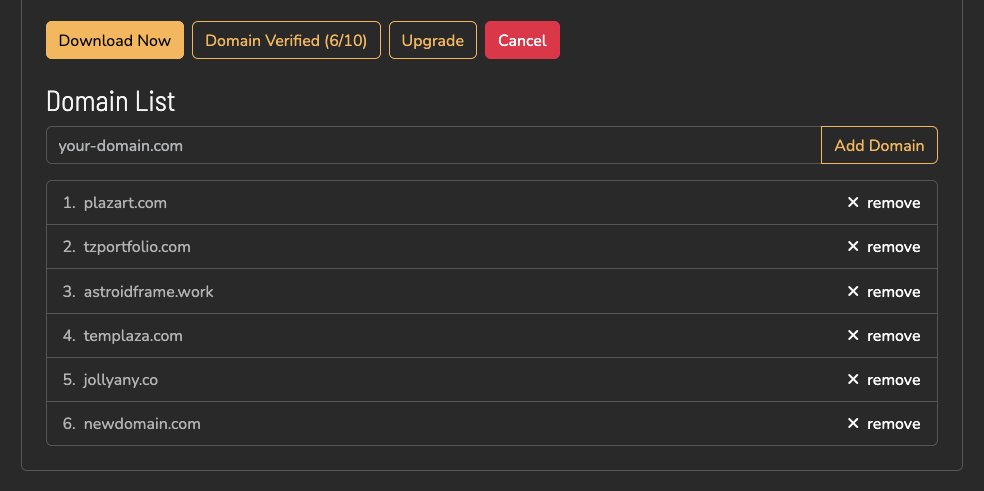 Download Now Domain Verified (6/10) Upgrade Cancel
Domain List
your-domain.com Add Domain
1. plazart.com × remove
2. tzportfolio.com × remove
3. astroidframe.work × remove
4. templaza.com × remove
5. jollyany.co × remove
6. newdomain.com × remove